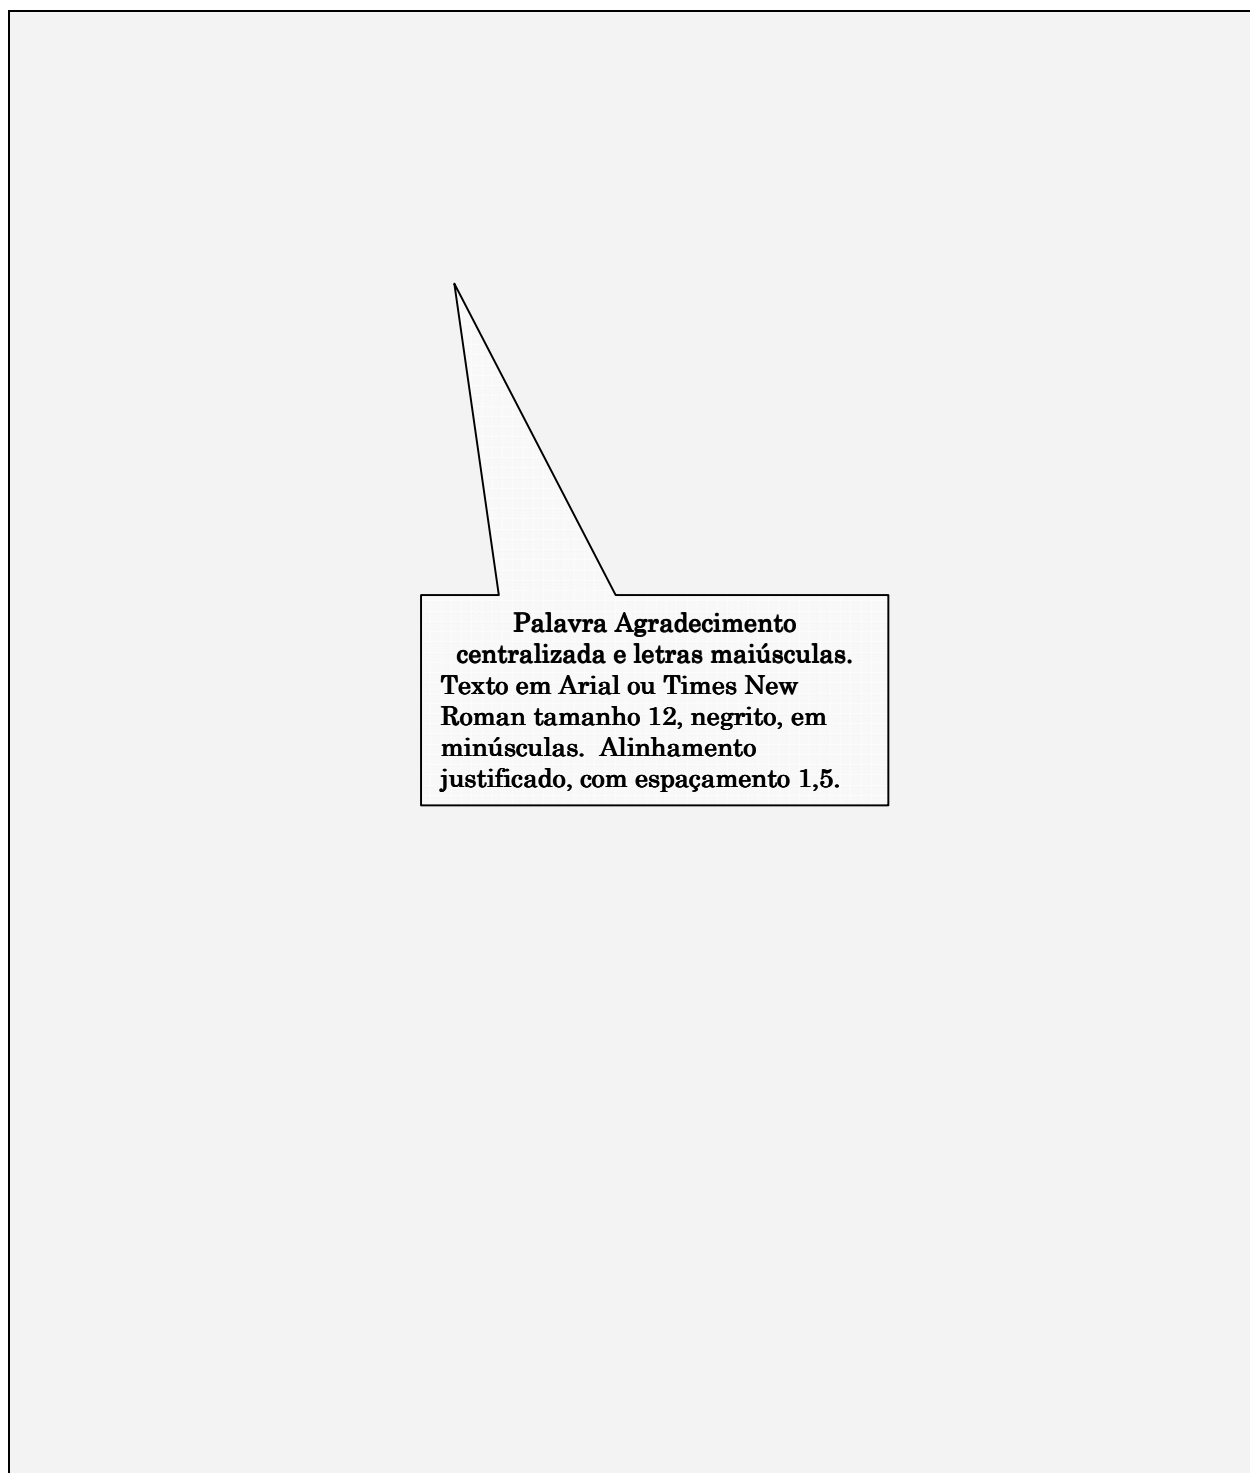 Palavra Agradecimento
centralizada e letras maiúsculas.
Texto em Arial ou Times New
Roman tamanho 12, negrito, em
minúsculas.  Alinhamento
justificado, com espaçamento 1,5.